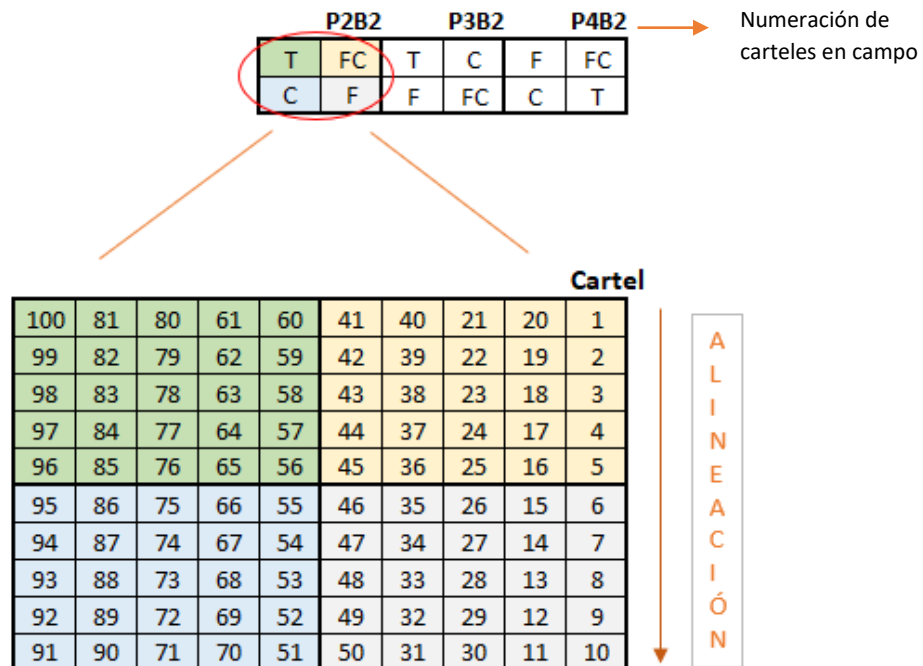 P2B2 P3B2 P4B2
Numeración de
carteles en campo
T FC T C F FC
C F F FC C T
Cartel
100 81 80 61 60 41 40 21 20 1
99 82 79 62 59 42 39 22 19 2
98 83 78 63 58 43 38 23 18 3
97 84 77 64 57 44 37 24 17 4
96 85 76 65 56 45 36 25 16 5
95 86 75 66 55 46 35 26 15 6
94 87 74 67 54 47 34 27 14 7
93 88 73 68 53 48 33 28 13 8
92 89 72 69 52 49 32 29 12 9
91 90 71 70 51 50 31 30 11 10
A
L
I
N
E
A
C
I
Ó
N